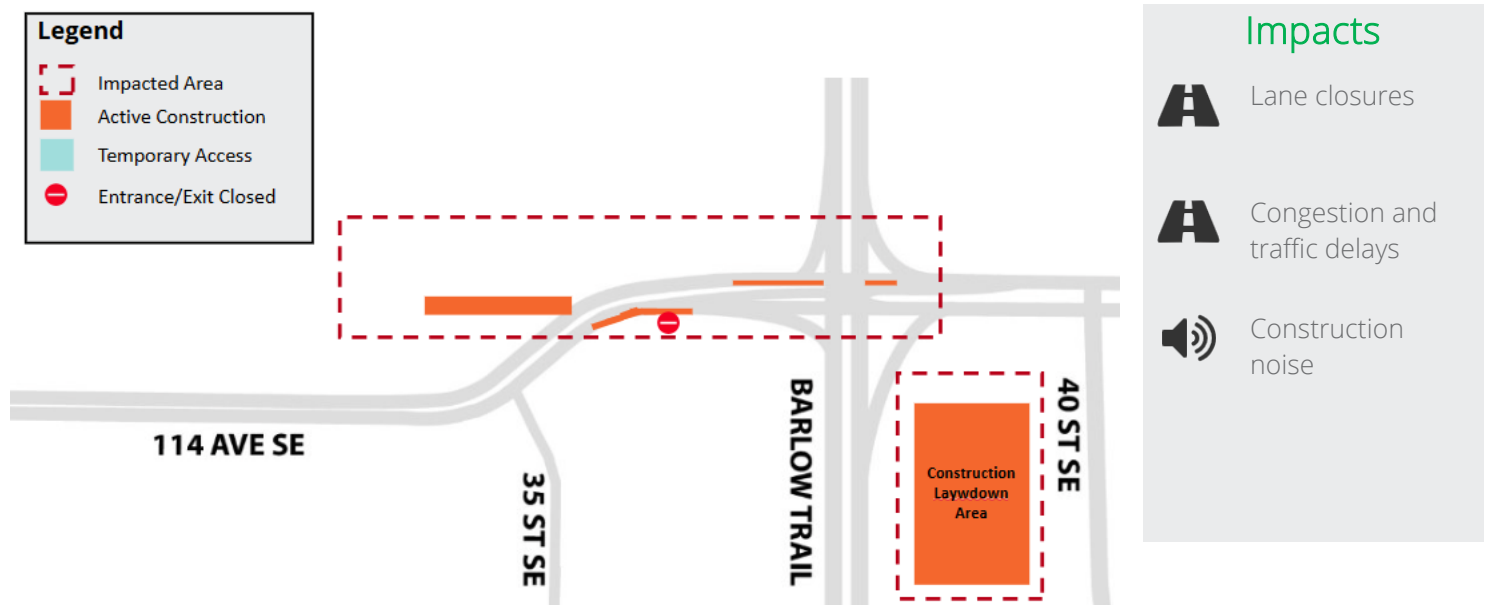 Legend
Impacted Area
Active Construction
Temporary Access
Entrance/Exit Closed
114 AVE SE
35 ST SE
BARLOW TRAIL
Construction
Laywdown
Area
40 ST SE
Impacts
Lane closures
Congestion and
traffic delays
Construction
noise